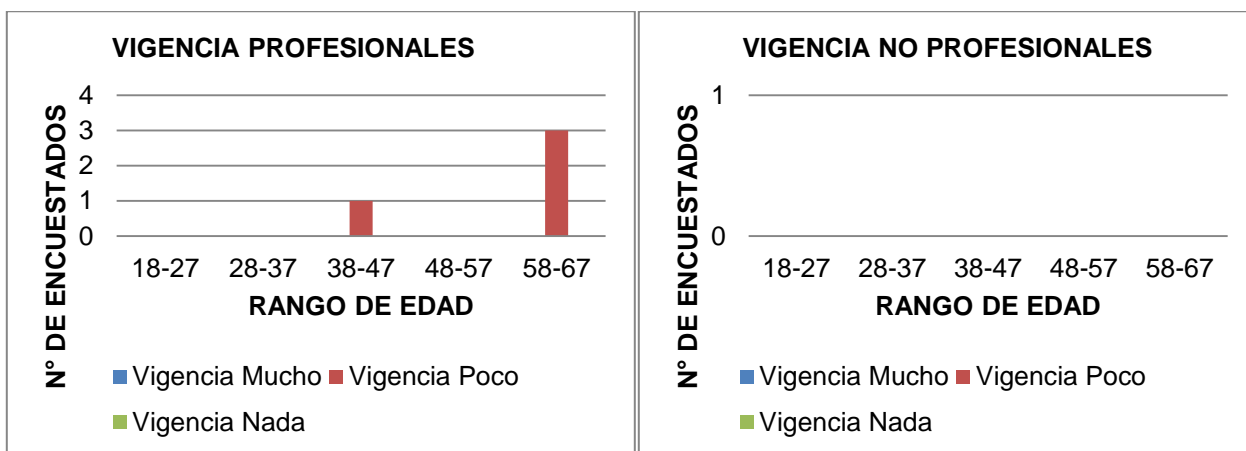 VIGENCIA PROFESIONALES
N° DE ENCUESTADOS
4
3
2
1
0
18-27 28-37 38-47 48-57 58-67
RANGO DE EDAD
Vigencia Mucho Vigencia Poco
Vigencia Nada
VIGENCIA NO PROFESIONALES
N° DE ENCUESTADOS
1
0
18-27 28-37 38-47 48-57 58-67
RANGO DE EDAD
Vigencia Mucho Vigencia Poco
Vigencia Nada